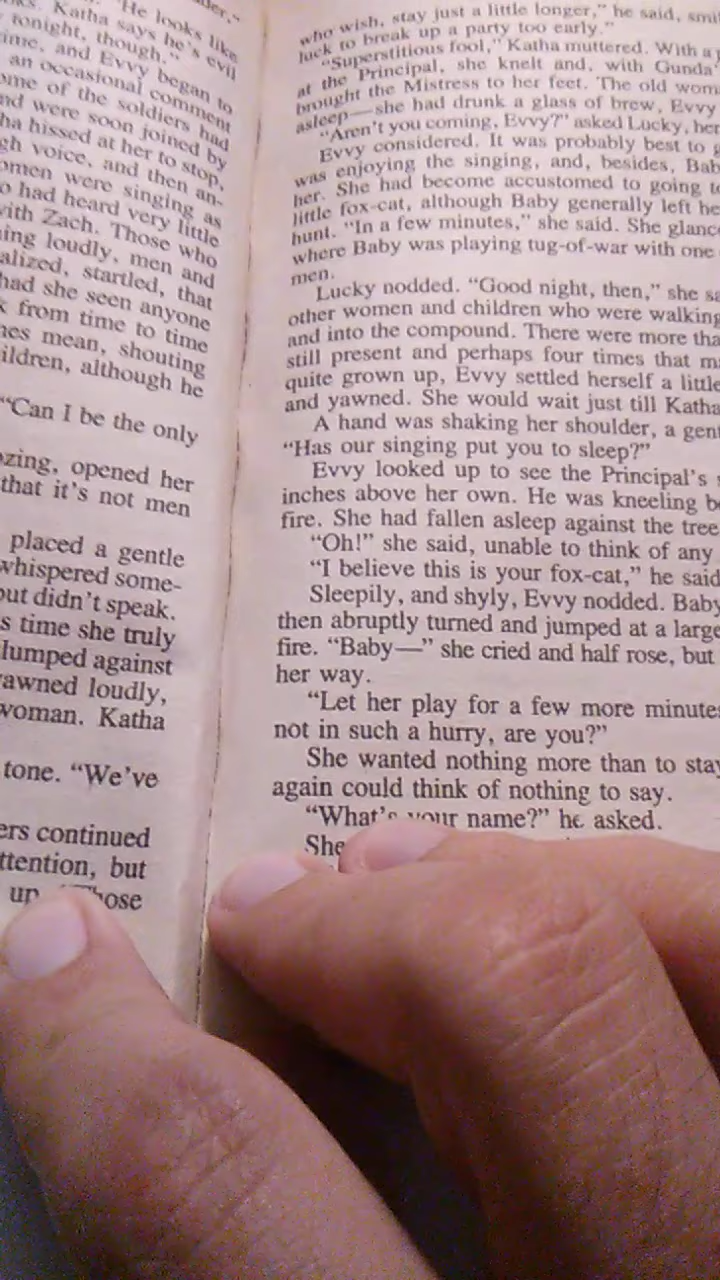 der,"
"He looks like
Katha says he's evil
tonight, though."
ime, and Evvy began to
an occasional comment
ome of the soldiers had
nd were soon joined by
ha hissed at her to stop,
gh voice, and then an-
omen were singing as
o had heard very little
with Zach. Those who
ing loudly, men and
alized, startled, that
had she seen anyone
from time to time
nes mean, shouting
ildren, although he
"Can I be the only
ozing, opened her
that it's not men
placed a gentle
whispered some-
out didn't speak.
s time she truly
lumped against
awned loudly,
woman. Katha
tone. "We've
ers continued
ttention, but
up. "Those
who wish, stay just a little longer," he said, smi
luck to break up a party too early."
"Superstitious fool," Katha muttered. With a
at the Principal, she knelt and, with Gunda'
brought the Mistress to her feet. The old wom
asleep—she had drunk a glass of brew, Evvy
"Aren't you coming, Evvy?" asked Lucky, her
Evvy considered. It was probably best to g
was enjoying the singing, and, besides, Bab
her. She had become accustomed to going to
little fox-cat, although Baby generally left he
hunt. "In a few minutes," she said. She glanc
where Baby was playing tug-of-war with one
men.
Lucky nodded. "Good night, then," she sa
other women and children who were walking
and into the compound. There were more tha
still present and perhaps four times that ma
quite grown up, Evvy settled herself a little
and yawned. She would wait just till Katha
A hand was shaking her shoulder, a gent
"Has our singing put you to sleep?"
Evvy looked up to see the Principal's s
inches above her own. He was kneeling be
fire. She had fallen asleep against the tree
"Oh!" she said, unable to think of any
"I believe this is your fox-cat," he said
Sleepily, and shyly, Evvy nodded. Baby
then abruptly turned and jumped at a large
fire. "Baby—" she cried and half rose, but
her way.
"Let her play for a few more minute
not in such a hurry, are you?"
She wanted nothing more than to stay
again could think of nothing to say.
"What's your name?" he asked.
She